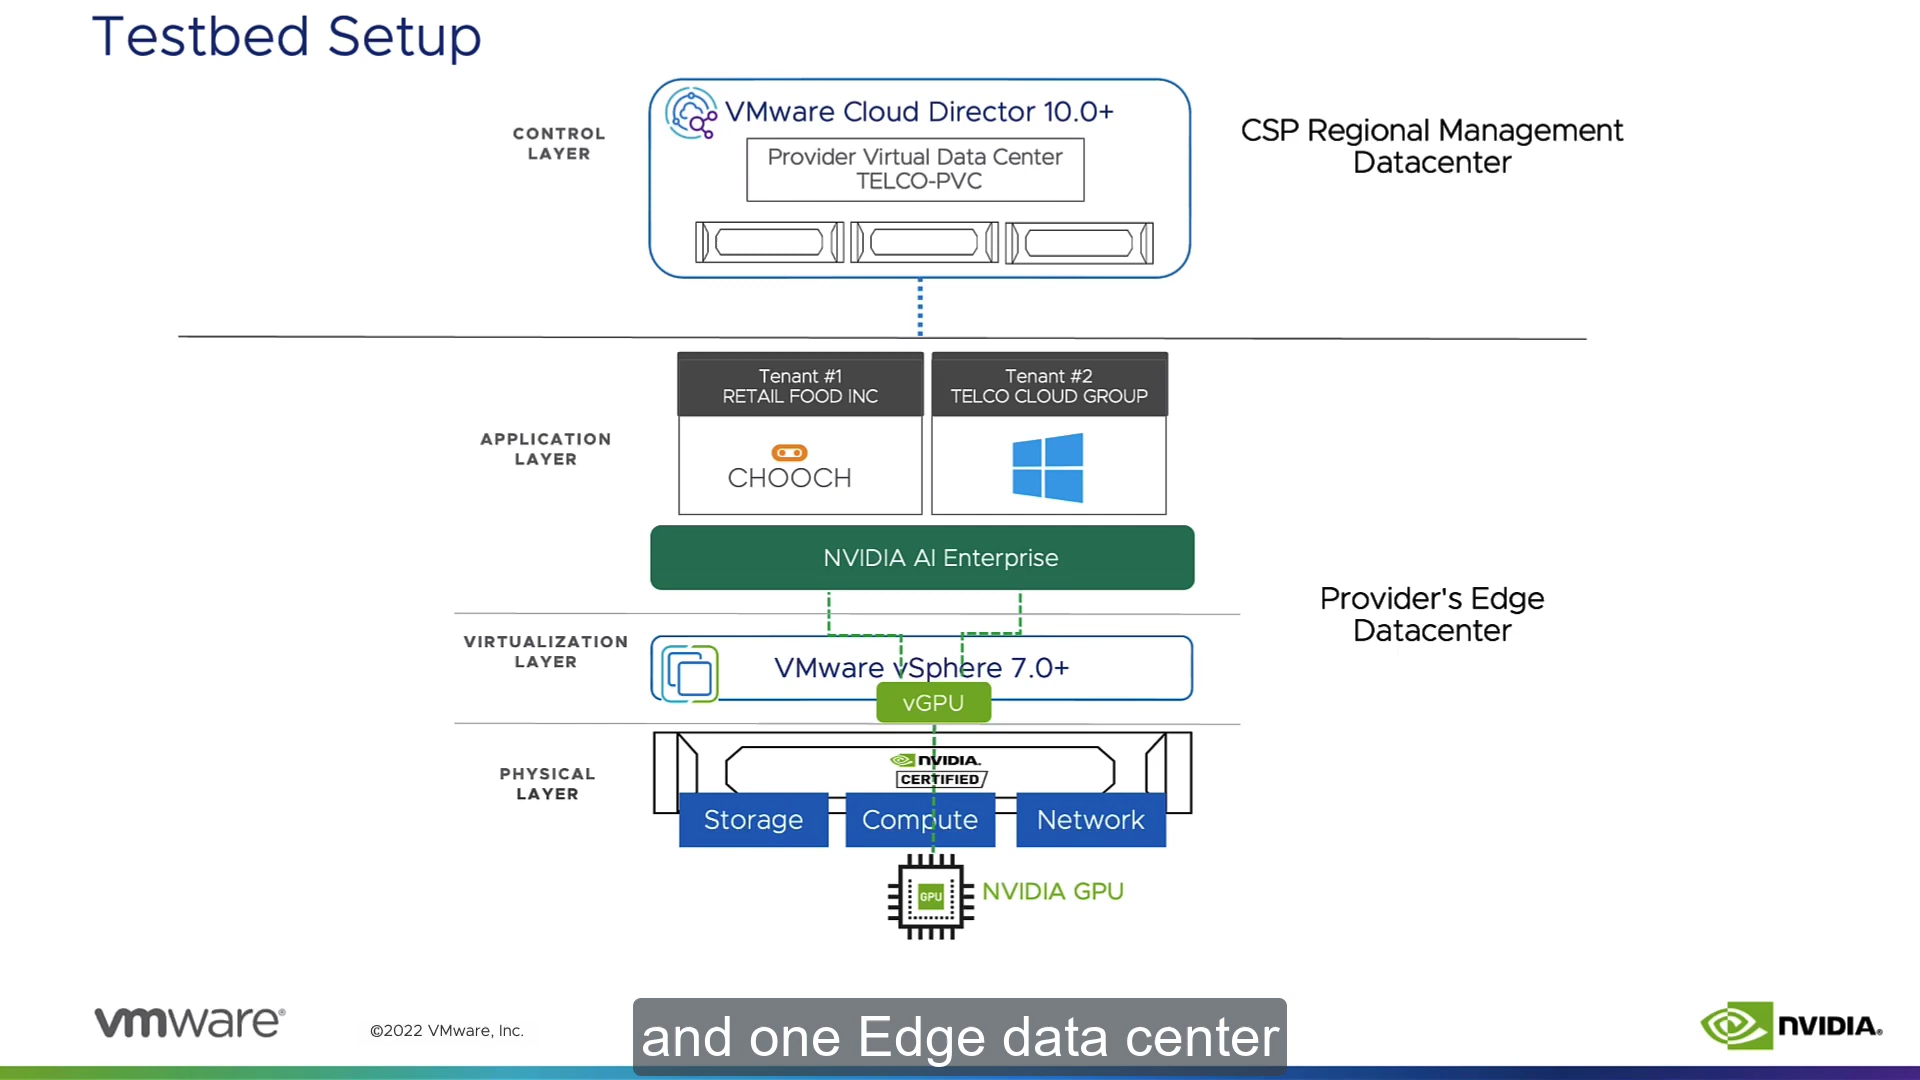 Testbed Setup
CONTROL
LAYER
VMware Cloud Director 10.0+
Provider Virtual Data Center
TELCO-PVC
CSP Regional Management
Datacenter
Tenant #1
RETAIL FOOD INC
Tenant #2
TELCO CLOUD GROUP
APPLICATION
LAYER
CHOOCH
NVIDIA AI Enterprise
Provider's Edge
Datacenter
VIRTUALIZATION
LAYER
VMware vSphere 7.0+
vGPU
PHYSICAL
LAYER
NVIDIA.
CERTIFIED
Storage
Compute
Network
GPU
NVIDIA GPU
vmware®
©2022 VMware, Inc.
and one Edge data center
NVIDIA.